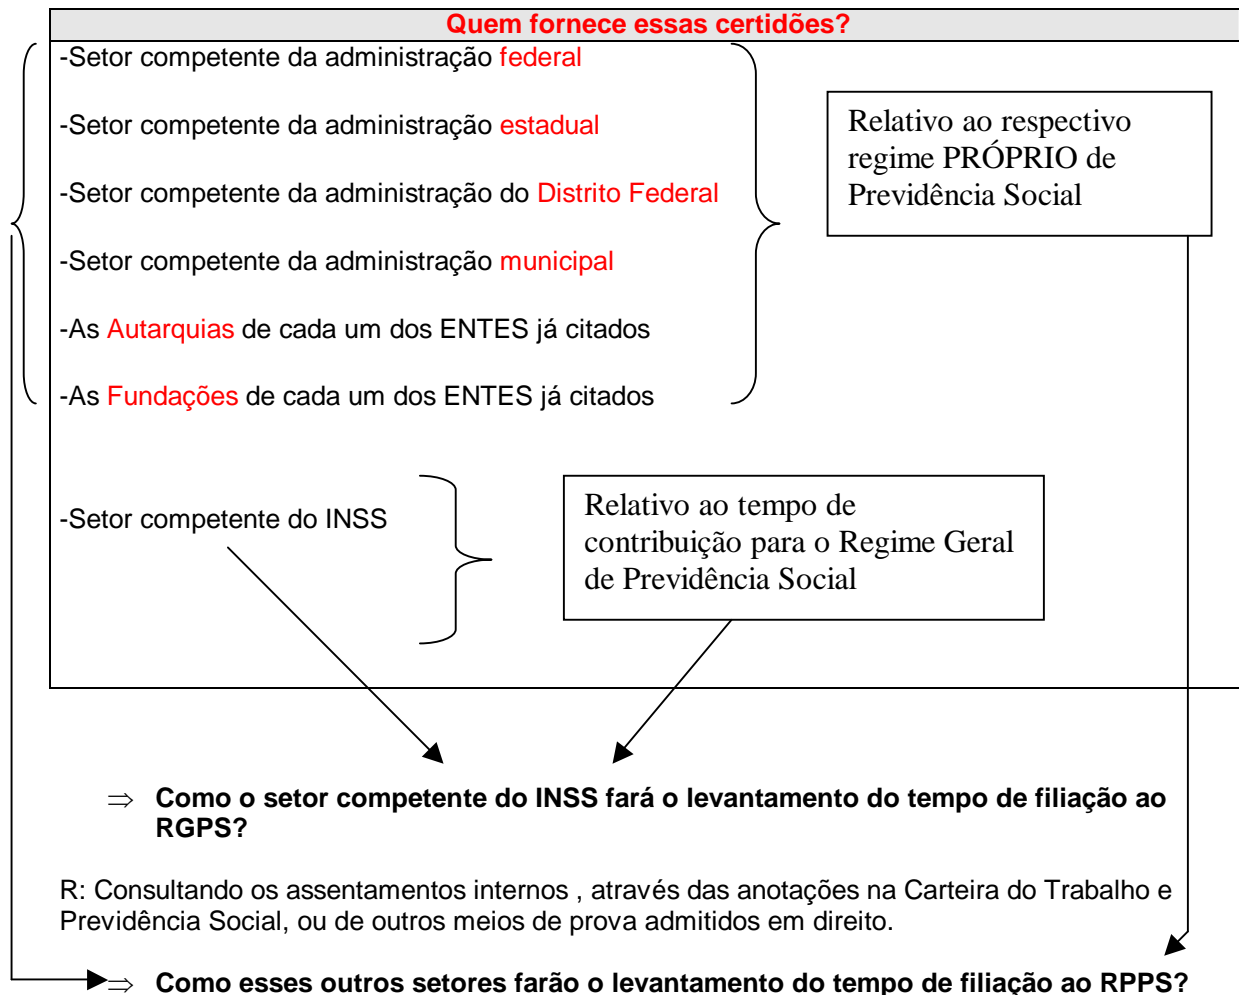 Quem fornece essas certidões?
-Setor competente da administração federal
-Setor competente da administração estadual
-Setor competente da administração do Distrito Federal
-Setor competente da administração municipal
-As Autarquias de cada um dos ENTES já citados
-As Fundações de cada um dos ENTES já citados
Relativo ao respectivo
regime PRÓPRIO de
Previdência Social
-Setor competente do INSS
Relativo ao tempo de
contribuição para o Regime Geral
de Previdência Social
⇒ Como o setor competente do INSS fará o levantamento do tempo de filiação ao
RGPS?
R: Consultando os assentamentos internos , através das anotações na Carteira do Trabalho e
Previdência Social, ou de outros meios de prova admitidos em direito.
⇒ Como esses outros setores farão o levantamento do tempo de filiação ao RPPS?